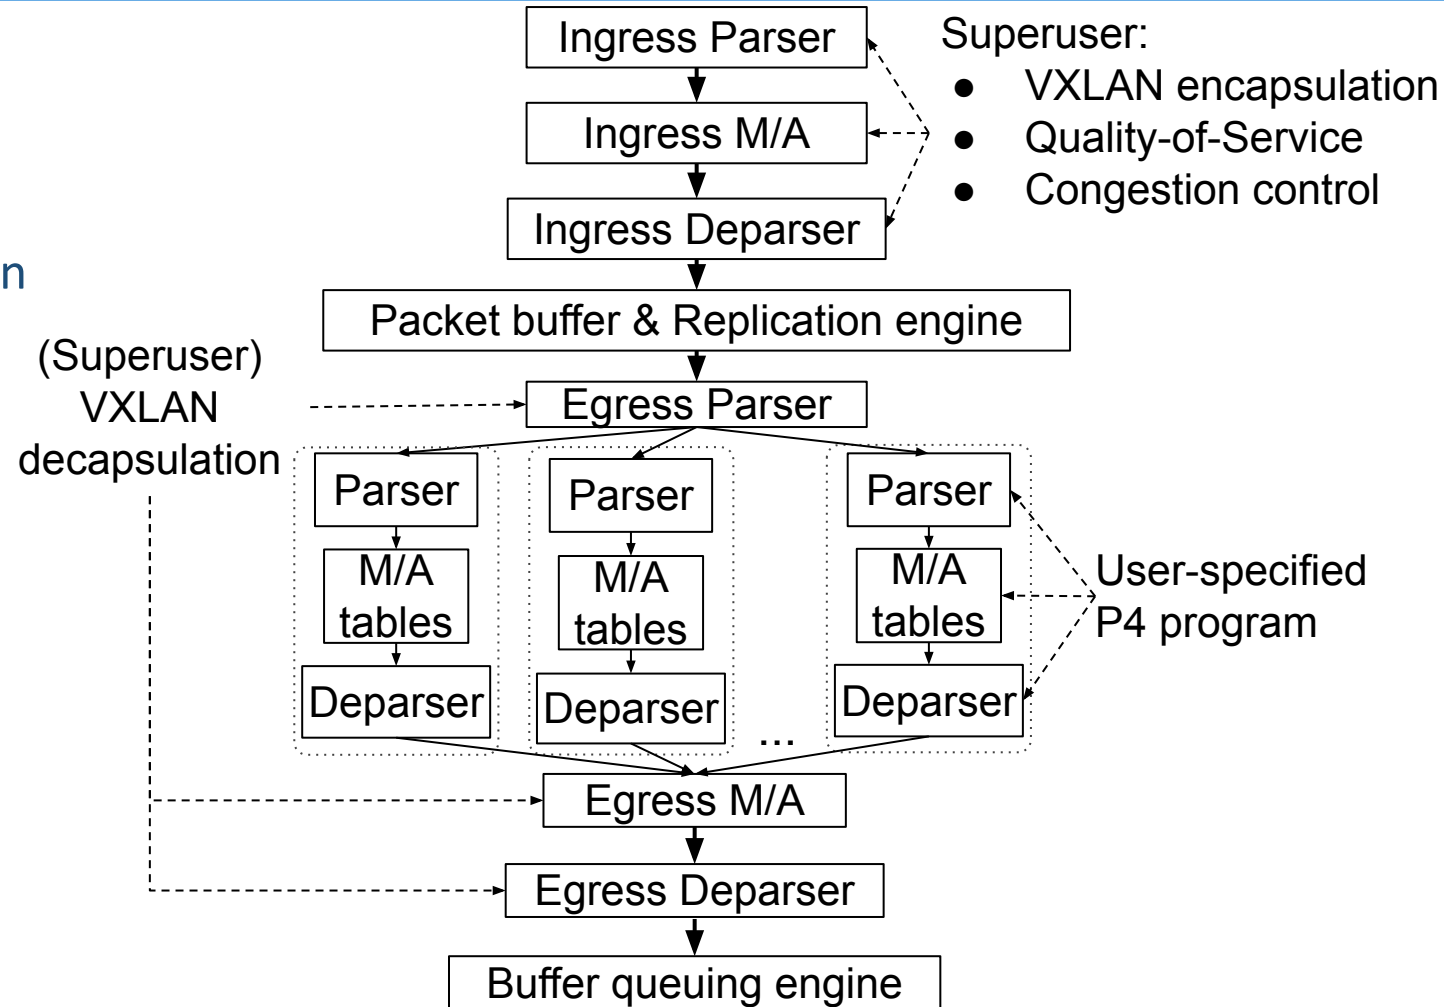 Ingress Parser
Superuser:
● VXLAN encapsulation
Ingress M/A
● Quality-of-Service
● Congestion control
Ingress Deparser
n
Packet buffer & Replication engine
(Superuser)
VXLAN
decapsulation
Egress Parser
Parser
M/A
tables
Deparser
Parser
M/A
tables
Deparser
...
Parser
M/A
tables
Deparser
User-specified
P4 program
Egress M/A
Egress Deparser
Buffer queuing engine